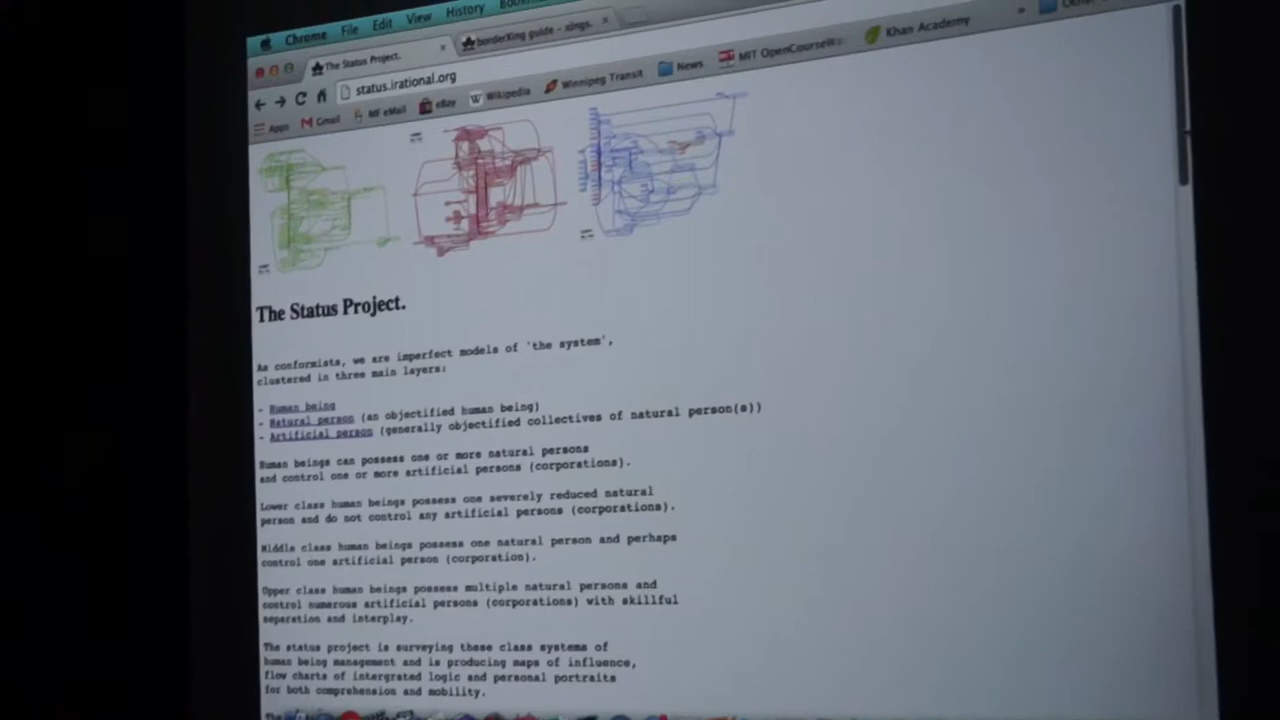 Chrome File Edit View History
The Status Project.
borderXing guide - xings.
status.irational.org
Apps Gmail MF eMail eBay Wikipedia Winnipeg Transit News MIT OpenCourseWa Khan Academy »
The Status Project.
As conformists, we are imperfect models of 'the system',
clustered in three main layers:
- Human being
- Natural person (an objectified human being)
- Artificial person (generally objectified collectives of natural person(s))
Human beings can possess one or more natural persons
and control one or more artificial persons (corporations).
Lower class human beings possess one severely reduced natural
person and do not control any artificial persons (corporations).
Middle class human beings possess one natural person and perhaps
control one artificial person (corporation).
Upper class human beings possess multiple natural persons and
control numerous artificial persons (corporations) with skillful
separation and interplay.
The status project is surveying these class systems of
human being management and is producing maps of influence,
flow charts of intergrated logic and personal portraits
for both comprehension and mobility.